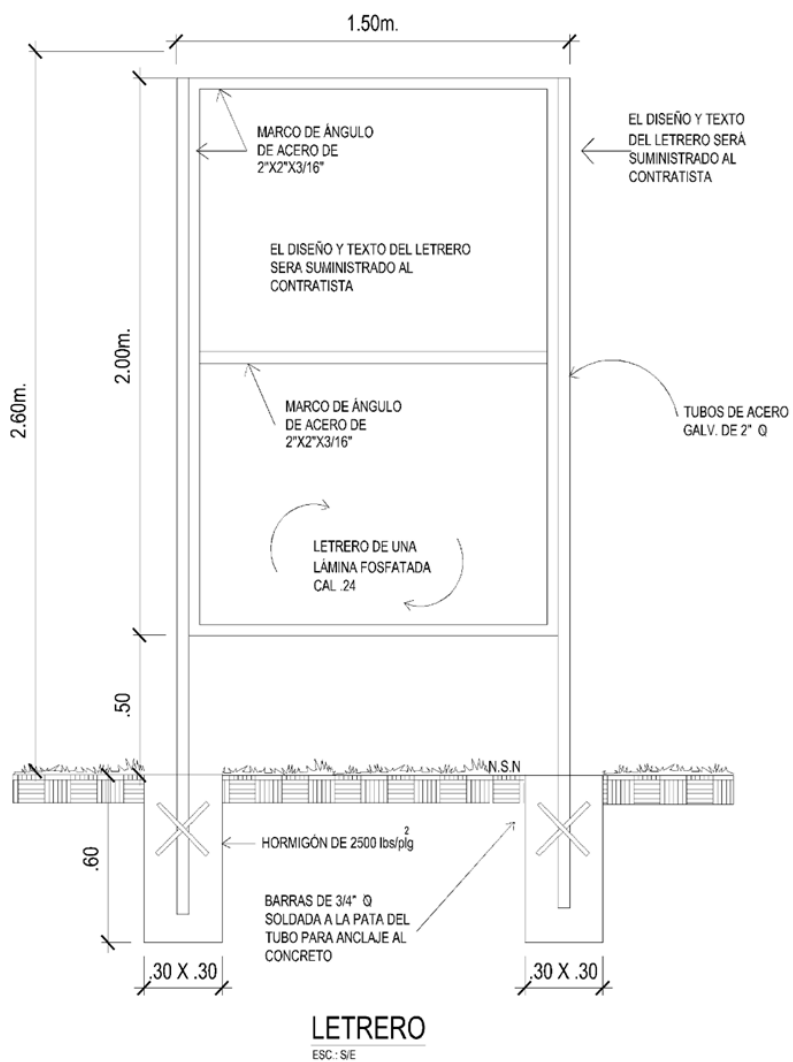 1.50m.
MARCO DE ÁNGULO
DE ACERO DE
2"X2"X3/16"
EL DISEÑO Y TEXTO
DEL LETRERO SERÁ
SUMINISTRADO AL
CONTRATISTA
EL DISEÑO Y TEXTO DEL LETRERO
SERA SUMINISTRADO AL
CONTRATISTA
2.00m.
2.60m.
MARCO DE ÁNGULO
DE ACERO DE
2"X2"X3/16"
TUBOS DE ACERO
GALV. DE 2" Q
LETRERO DE UNA
LÁMINA FOSFATADA
CAL .24
.50
N.S.N
.60
HORMIGÓN DE 2500 lbs/plg²
BARRAS DE 3/4" Q
SOLDADA A LA PATA DEL
TUBO PARA ANCLAJE AL
CONCRETO
.30 X .30
.30 X .30
LETRERO
ESC.: S/E